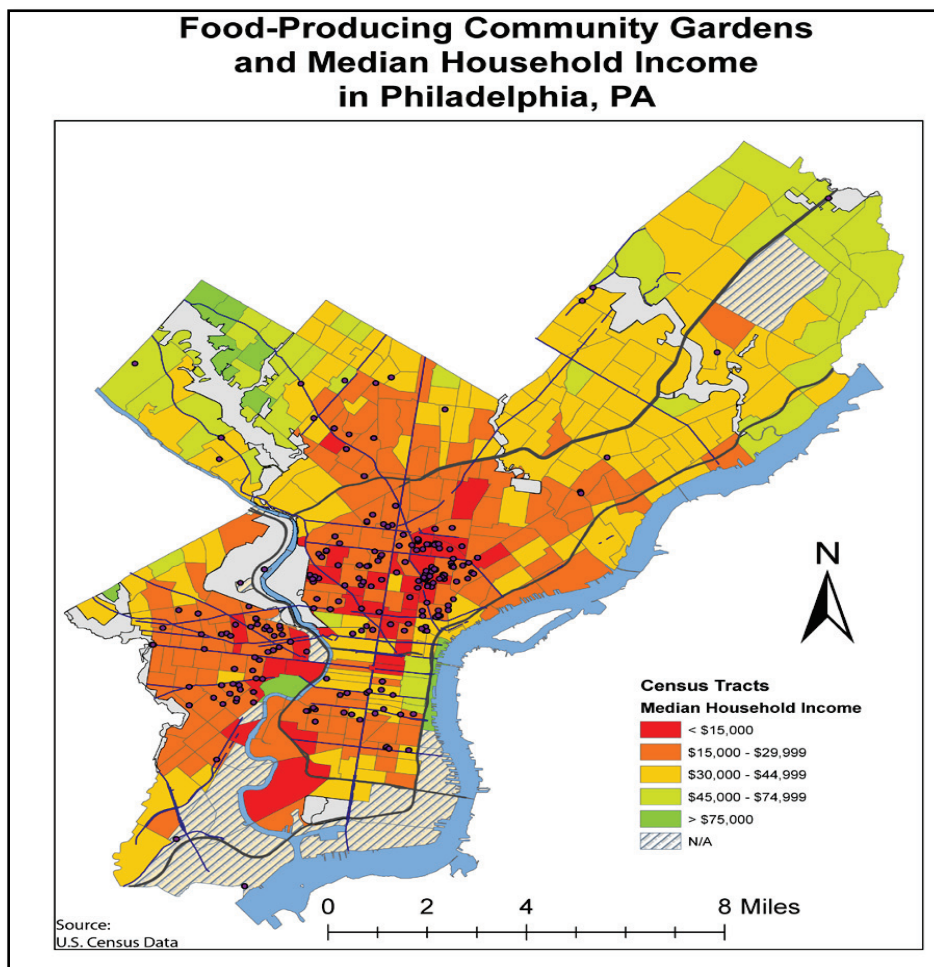 Food-Producing Community Gardens
and Median Household Income
in Philadelphia, PA
N
Census Tracts
Median Household Income
< $15,000
$15,000 - $29,999
$30,000 - $44,999
$45,000 - $74,999
> $75,000
N/A
0 2 4 8 Miles
Source:
U.S. Census Data